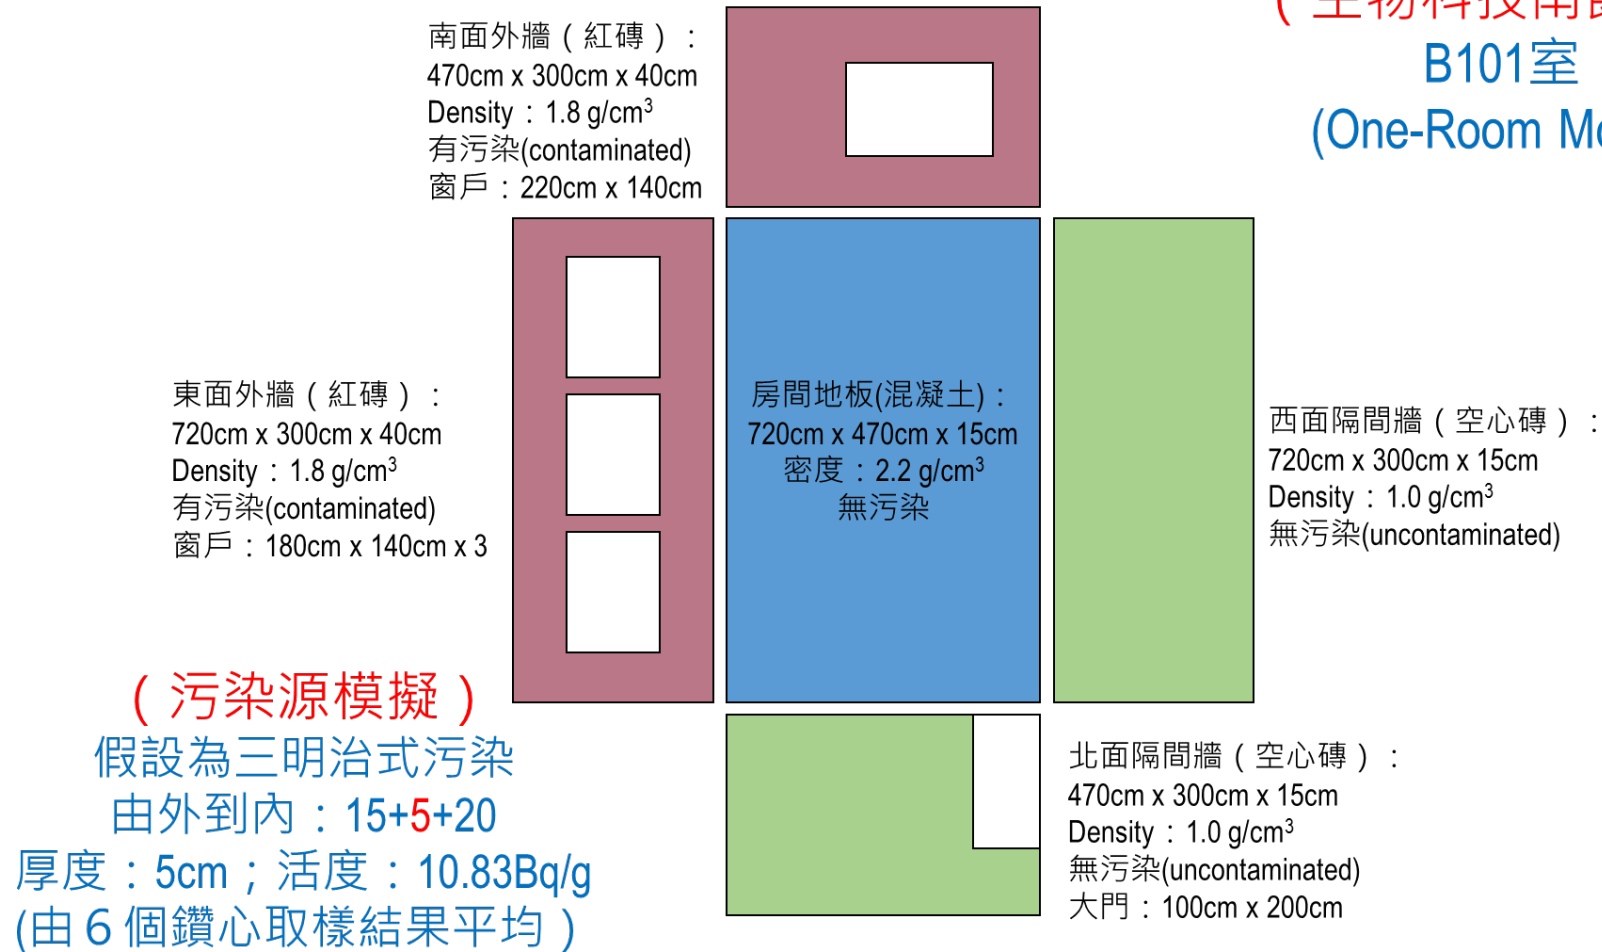 南面外牆（紅磚）：
470cm x 300cm x 40cm
Density：1.8 g/cm³
有污染(contaminated)
窗戶：220cm x 140cm
（生物科技南
B101室
(One-Room
東面外牆（紅磚）：
720cm x 300cm x 40cm
Density：1.8 g/cm³
有污染(contaminated)
窗戶：180cm x 140cm x 3
房間地板(混凝土)：
720cm x 470cm x 15cm
密度：2.2 g/cm³
無污染
西面隔間牆（空心磚）：
720cm x 300cm x 15cm
Density：1.0 g/cm³
無污染(uncontaminated)
（污染源模擬）
假設為三明治式污染
由外到內：15+5+20
厚度：5cm；活度：10.83Bq/g
(由６個鑽心取樣結果平均）
北面隔間牆（空心磚）：
470cm x 300cm x 15cm
Density：1.0 g/cm³
無污染(uncontaminated)
大門：100cm x 200cm